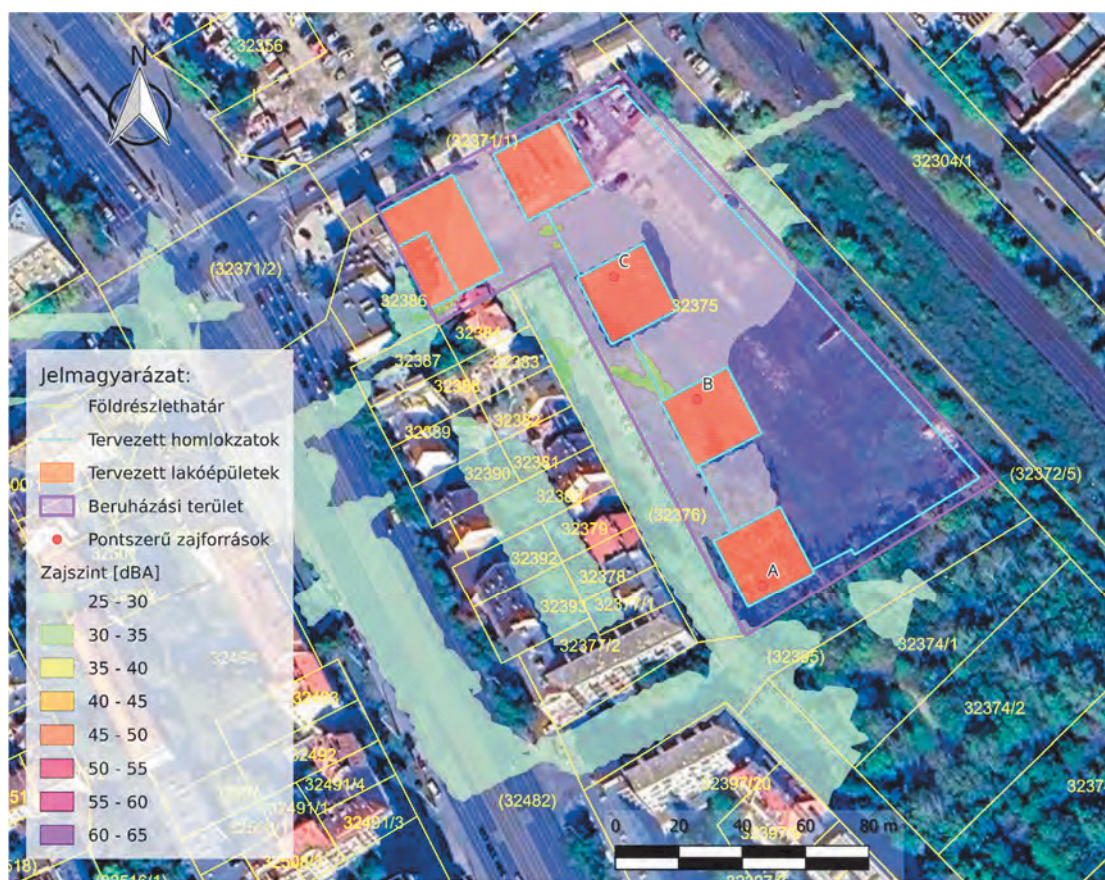 32356
N
(32371/1)
32304/1
(32371/2)
C
32386
32375
32384
32387
32383
32388
B
32382
32389
32381
32390
(32372/5)
(32376)
32379
32392
32378
A
32393
32377/1
32377/2
32374/1
(32395)
32374/2
32493
32492
32491/4
32491/1
32491/3
(32482)
32397/20
Jelmagyarázat:
Földrészlethatár
Tervezett homlokzatok
Tervezett lakóépületek
Beruházási terület
Pontszerű zajforrások
Zajszint [dBA]
25 - 30
30 - 35
35 - 40
40 - 45
45 - 50
50 - 55
55 - 60
60 - 65
0 20 40 60 80 m